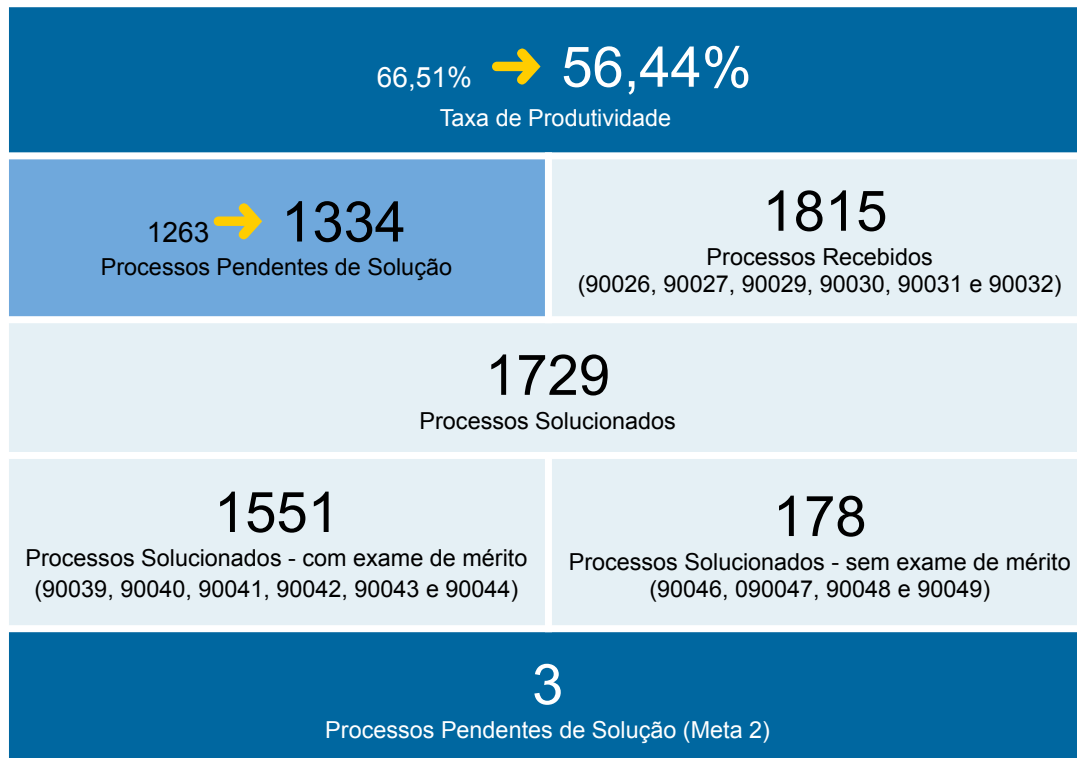 66,51% ➜ 56,44%
Taxa de Produtividade
1263 ➜ 1334
Processos Pendentes de Solução
1815
Processos Recebidos
(90026, 90027, 90029, 90030, 90031 e 90032)
1729
Processos Solucionados
1551
Processos Solucionados - com exame de mérito
(90039, 90040, 90041, 90042, 90043 e 90044)
178
Processos Solucionados - sem exame de mérito
(90046, 090047, 90048 e 90049)
3
Processos Pendentes de Solução (Meta 2)